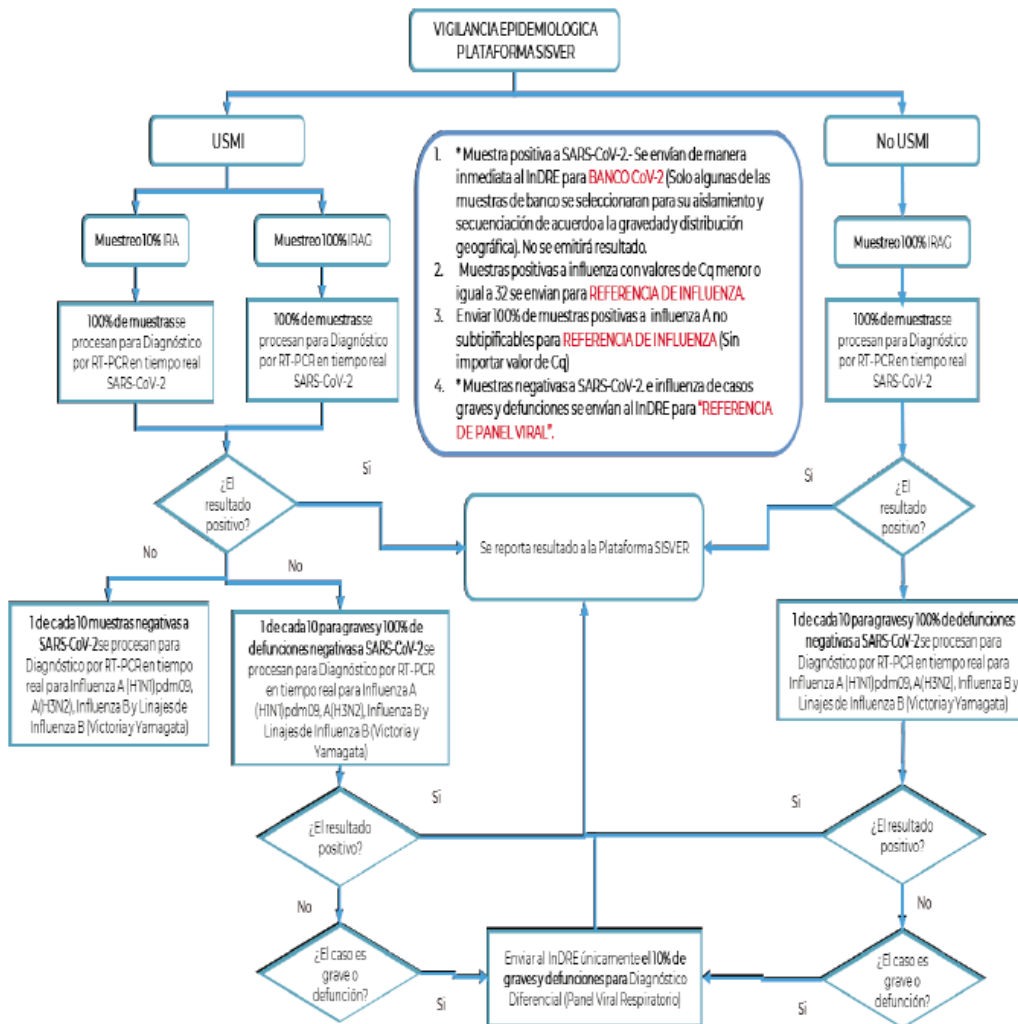 VIGILANCIA EPIDEMIOLOGICA
PLATAFORMA SISVER
USMI
No USMI
1. * Muestra positiva a SARS-CoV-2.- Se envían de manera
inmediata al InDRE para BANCO CoV-2 (Solo algunas de las
muestras de banco se seleccionaran para su aislamiento y
secuenciación de acuerdo a la gravedad y distribución
geográfica). No se emitirá resultado.
2. Muestras positivas a influenza con valores de Cq menor o
igual a 32 se envian para REFERENCIA DE INFLUENZA.
3. Enviar 100% de muestras positivas a influenza A no
subtipificables para REFERENCIA DE INFLUENZA (Sin
importar valor de Cq)
4. * Muestras negativas a SARS-CoV-2. e influenza de casos
graves y defunciones se envían al InDRE para "REFERENCIA
DE PANEL VIRAL".
Muestreo 10% IRA
Muestreo 100% IRAG
Muestreo 100% IRAG
100% de muestras se
procesan para Diagnóstico
por RT-PCR en tiempo real
SARS-CoV-2
100% de muestras se
procesan para Diagnóstico
por RT-PCR en tiempo real
SARS-CoV-2
100% de muestras se
procesan para Diagnóstico
por RT-PCR en tiempo real
SARS-CoV-2
¿El
resultado
positivo?
Si
Si
¿El
resultado
positivo?
Se reporta resultado a la Plataforma SISVER
No
No
1 de cada 10 muestras negativas a
SARS-CoV-2 se procesan para
Diagnóstico por RT-PCR en tiempo
real para Influenza A (H1N1)pdm09,
A(H3N2), Influenza B y Linajes de
Influenza B (Victoria y Yamagata)
1 de cada 10 para graves y 100% de
defunciones negativas a SARS-CoV-2 se
procesan para Diagnóstico por RT-PCR
en tiempo real para Influenza A
(H1N1)pdm09, A(H3N2), Influenza B y
Linajes de Influenza B (Victoria y
Yamagata)
1 de cada 10 para graves y 100% de defunciones
negativas a SARS-CoV-2 se procesan para
Diagnóstico por RT-PCR en tiempo real para
Influenza A (H1N1)pdm09, A(H3N2), Influenza B y
Linajes de Influenza B (Victoria y Yamagata)
Si
Si
¿El resultado
positivo?
¿El resultado
positivo?
No
No
¿El caso es
grave o
defunción?
Si
Enviar al InDRE únicamente el 10% de
graves y defunciones para Diagnóstico
Diferencial (Panel Viral Respiratorio)
Si
¿El caso es
grave o
defunción?